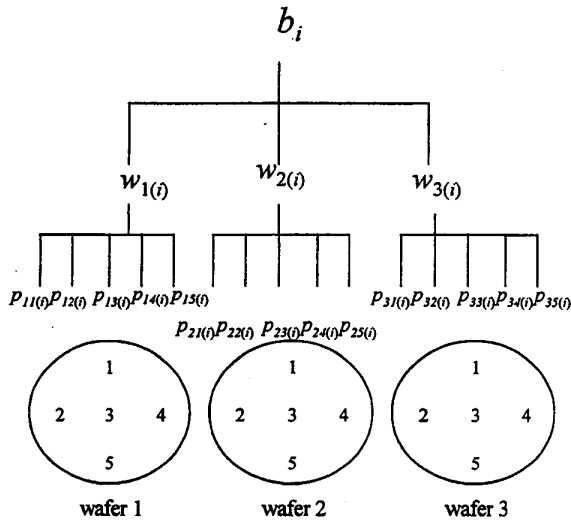 b_i
w_1(i) w_2(i) w_3(i)
p_11(i) p_12(i) p_13(i) p_14(i) p_15(i) p_31(i) p_32(i) p_33(i) p_34(i) p_35(i)
p_21(i) p_22(i) p_23(i) p_24(i) p_25(i)
1 1 1
2 3 4 2 3 4 2 3 4
5 5 5
wafer 1 wafer 2 wafer 3